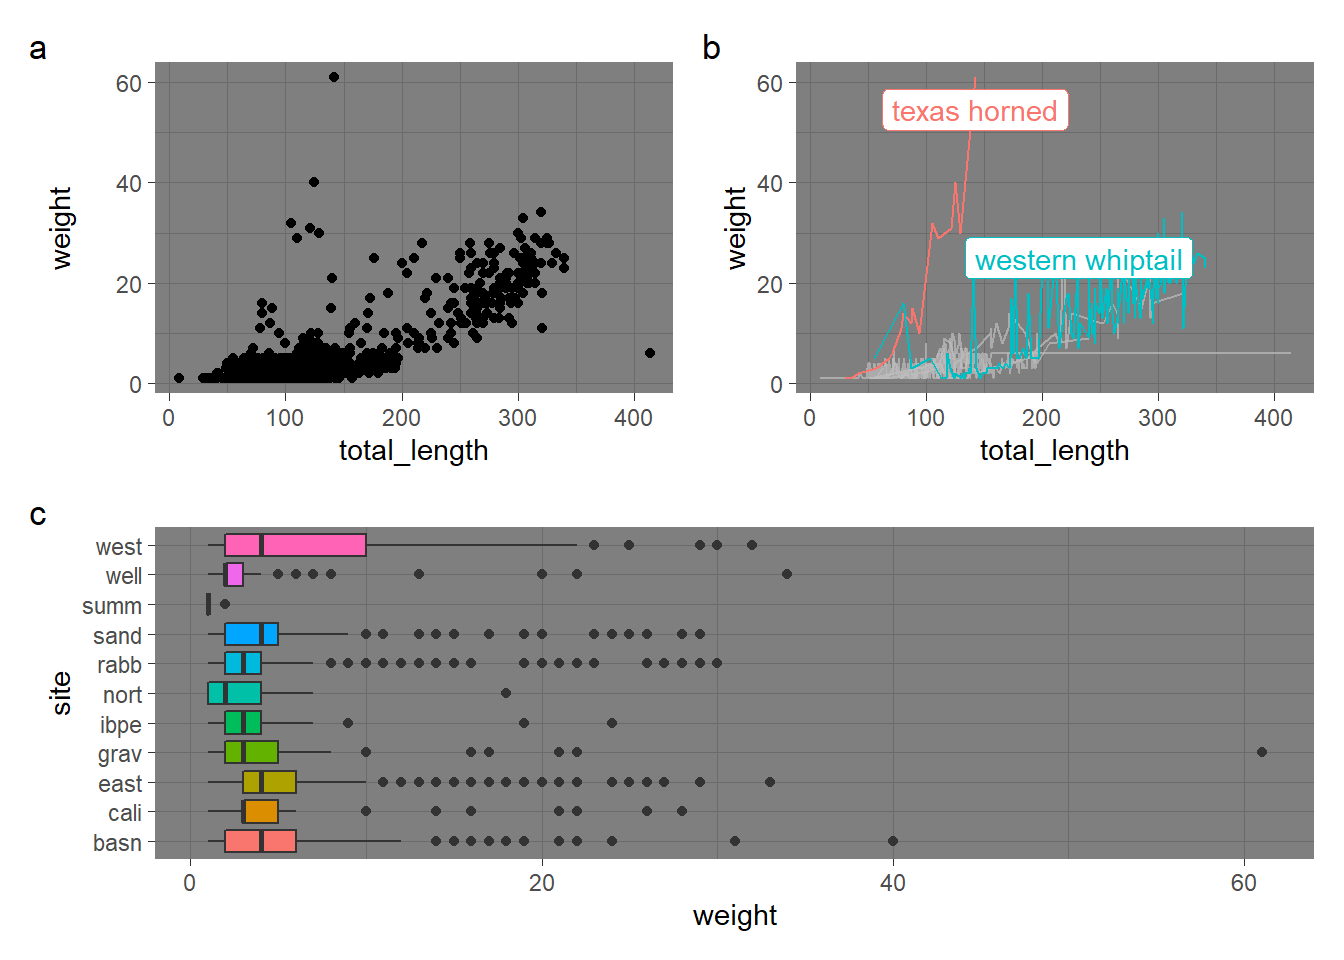 a
60
40
20
0
weight
0 100 200 300 400
total_length
b
60
40
20
0
weight
texas horned
western whiptail
0 100 200 300 400
total_length
c
west
well
summ
sand
rabb
nort
ibpe
grav
east
cali
basn
site
0 20 40 60
weight